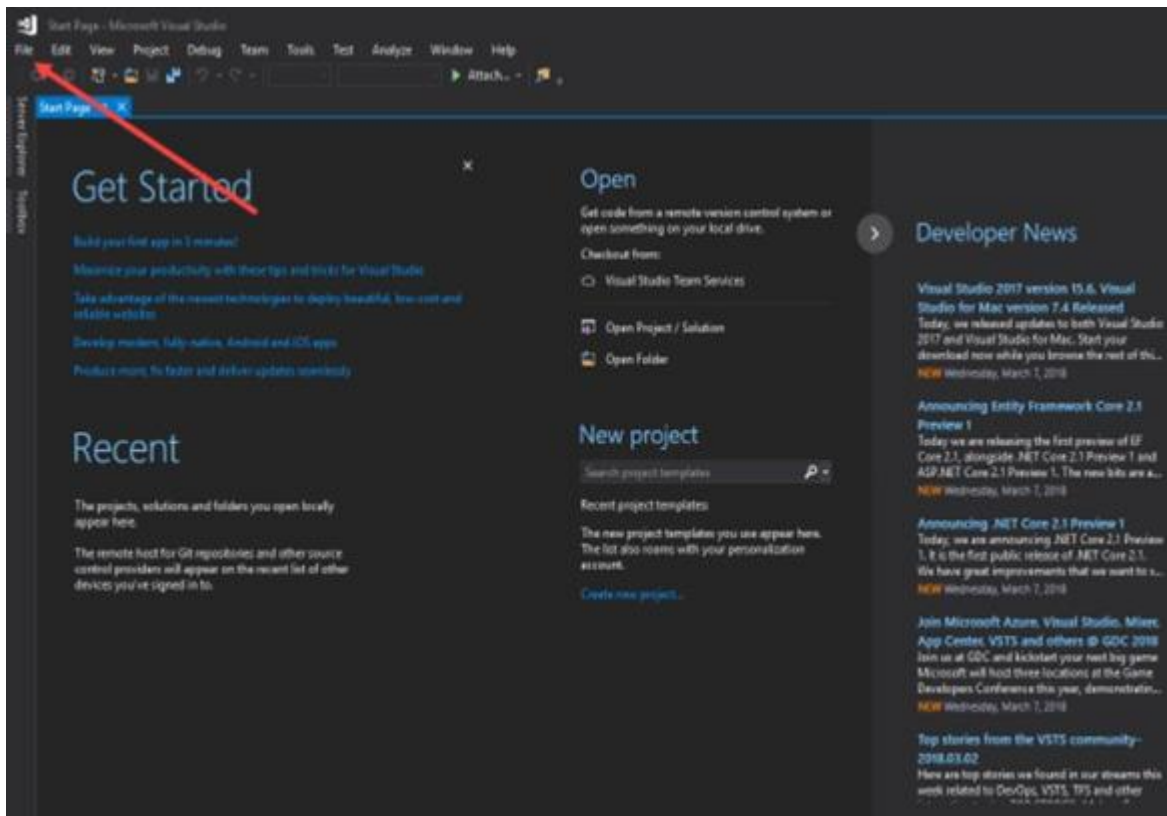 Start Page - Microsoft Visual Studio
File Edit View Project Debug Team Tools Test Analyze Window Help
Attach...
Start Page
Server Explorer
Toolbox
Get Started
Build your first app in 5 minutes!
Maximize your productivity with these tips and tricks for Visual Studio
Take advantage of the newest technologies to deploy beautiful, low-cost and
reliable websites
Develop modern, fully-native, Android and iOS apps
Produce more, fix faster and deliver updates seamlessly
Recent
The projects, solutions and folders you open locally
appear here.
The remote host for Git repositories and other source
control providers will appear on the recent list of other
devices you've signed in to.
Open
Get code from a remote version control system or
open something on your local drive.
Checkout from:
Visual Studio Team Services
Open Project / Solution
Open Folder
New project
Search project templates
Recent project templates:
The new project templates you use appear here.
The list also roams with your personalization
account.
Create new project...
Developer News
Visual Studio 2017 version 15.6, Visual
Studio for Mac version 7.4 Released
Today, we released updates to both Visual Studio
2017 and Visual Studio for Mac. Start your
download now while you browse the rest of thi...
NEW Wednesday, March 7, 2018
Announcing Entity Framework Core 2.1
Preview 1
Today we are releasing the first preview of EF
Core 2.1, alongside .NET Core 2.1 Preview 1 and
ASP.NET Core 2.1 Preview 1. The new bits are a...
NEW Wednesday, March 7, 2018
Announcing .NET Core 2.1 Preview 1
Today, we are announcing .NET Core 2.1 Preview
1. It is the first public release of .NET Core 2.1.
We have great improvements that we want to s...
NEW Wednesday, March 7, 2018
Join Microsoft Azure, Visual Studio, Mixer,
App Center, VSTS and others @ GDC 2018
Join us at GDC and kickstart your next big game
Microsoft will host three locations at the Game
Developers Conference this year, demonstratin...
NEW Wednesday, March 7, 2018
Top stories from the VSTS community-
2018.03.02
Here are top stories we found in our streams this
week related to DevOps, VSTS, TFS and other